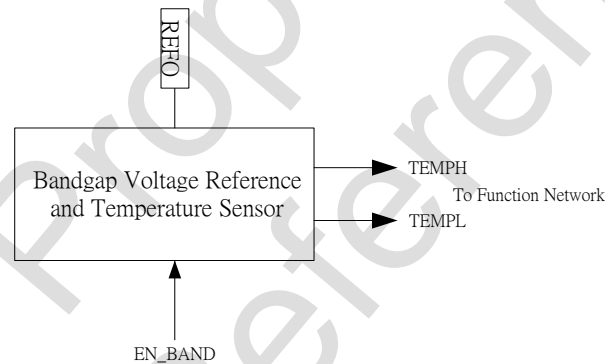 REFO
Bandgap Voltage Reference
and Temperature Sensor
TEMPH
To Function Network
TEMPL
EN_BAND